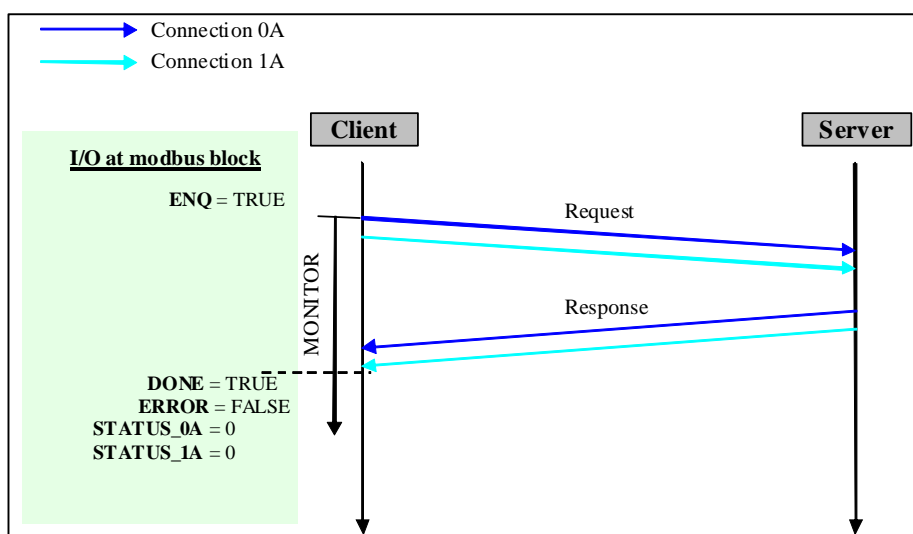 Connection 0A
Connection 1A
Client
Server
I/O at modbus block
ENQ = TRUE
Request
MONITOR
Response
DONE = TRUE
ERROR = FALSE
STATUS_0A = 0
STATUS_1A = 0